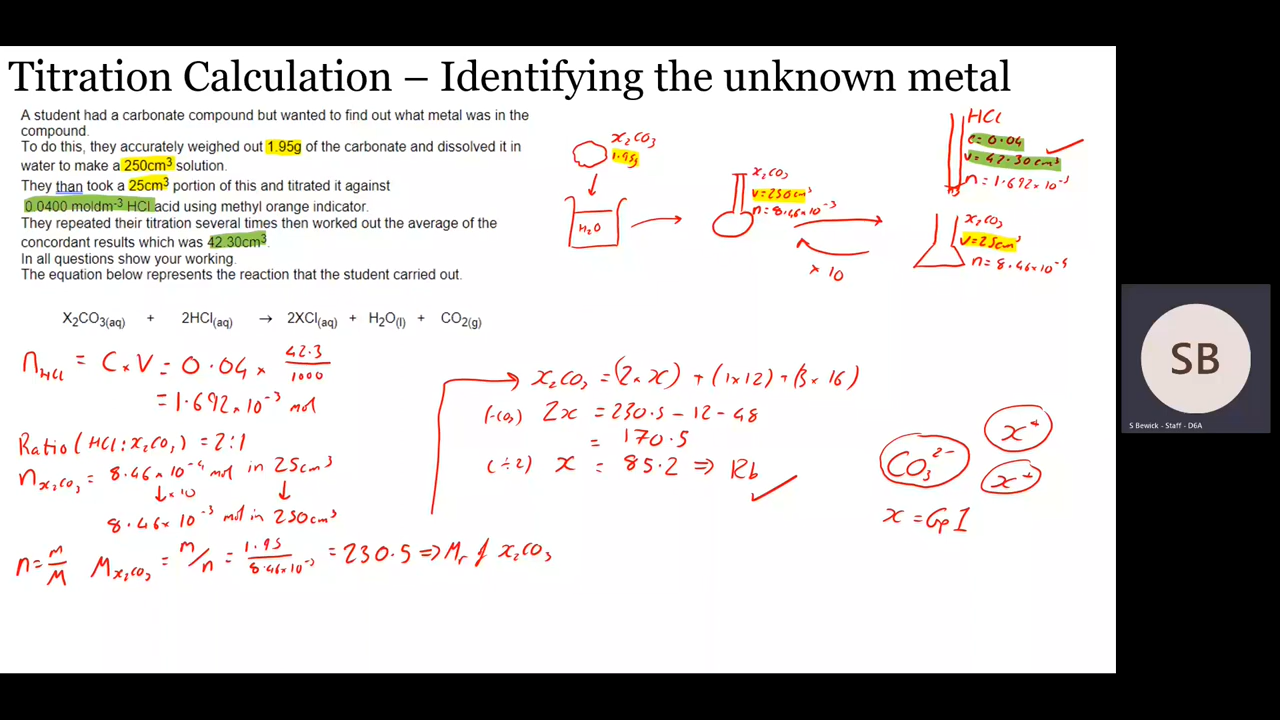 Titration Calculation – Identifying the unknown metal
A student had a carbonate compound but wanted to find out what metal was in the
compound.
To do this, they accurately weighed out 1.95g of the carbonate and dissolved it in
water to make a 250cm³ solution.
They than took a 25cm³ portion of this and titrated it against
0.0400 moldm⁻³ HCl acid using methyl orange indicator.
They repeated their titration several times then worked out the average of the
concordant results which was 42.30cm³.
In all questions show your working.
The equation below represents the reaction that the student carried out.
X₂CO₃(aq) + 2HCl(aq) → 2XCl(aq) + H₂O(l) + CO₂(g)
x₂CO₃
1.95g
H₂O
x₂CO₃
v=250cm³
n=8.46×10⁻³
×10
HCl
c=0.04
v=42.30cm³
n=1.692×10⁻³
x₂CO₃
v=25cm³
n=8.46×10⁻⁴
n HCl = C×V = 0.04 × 42.3/1000
= 1.692×10⁻³ mol
Ratio (HCl:x₂CO₃) = 2:1
n x₂CO₃ = 8.46×10⁻⁴ mol in 25cm³
↓×10 ↓
8.46×10⁻³ mol in 250cm³
n=m/M M x₂CO₃ = m/n = 1.95/8.46×10⁻³ = 230.5 ⇒ Mr of x₂CO₃
x₂CO₃ = (2×x) + (1×12) + (3×16)
(-CO₃) 2x = 230.5 - 12 - 48
= 170.5
(÷2) x = 85.2 ⇒ Rb
CO₃²⁻
x⁺
x⁺
x = Gp I
SB
S Bewick - Staff - D6A